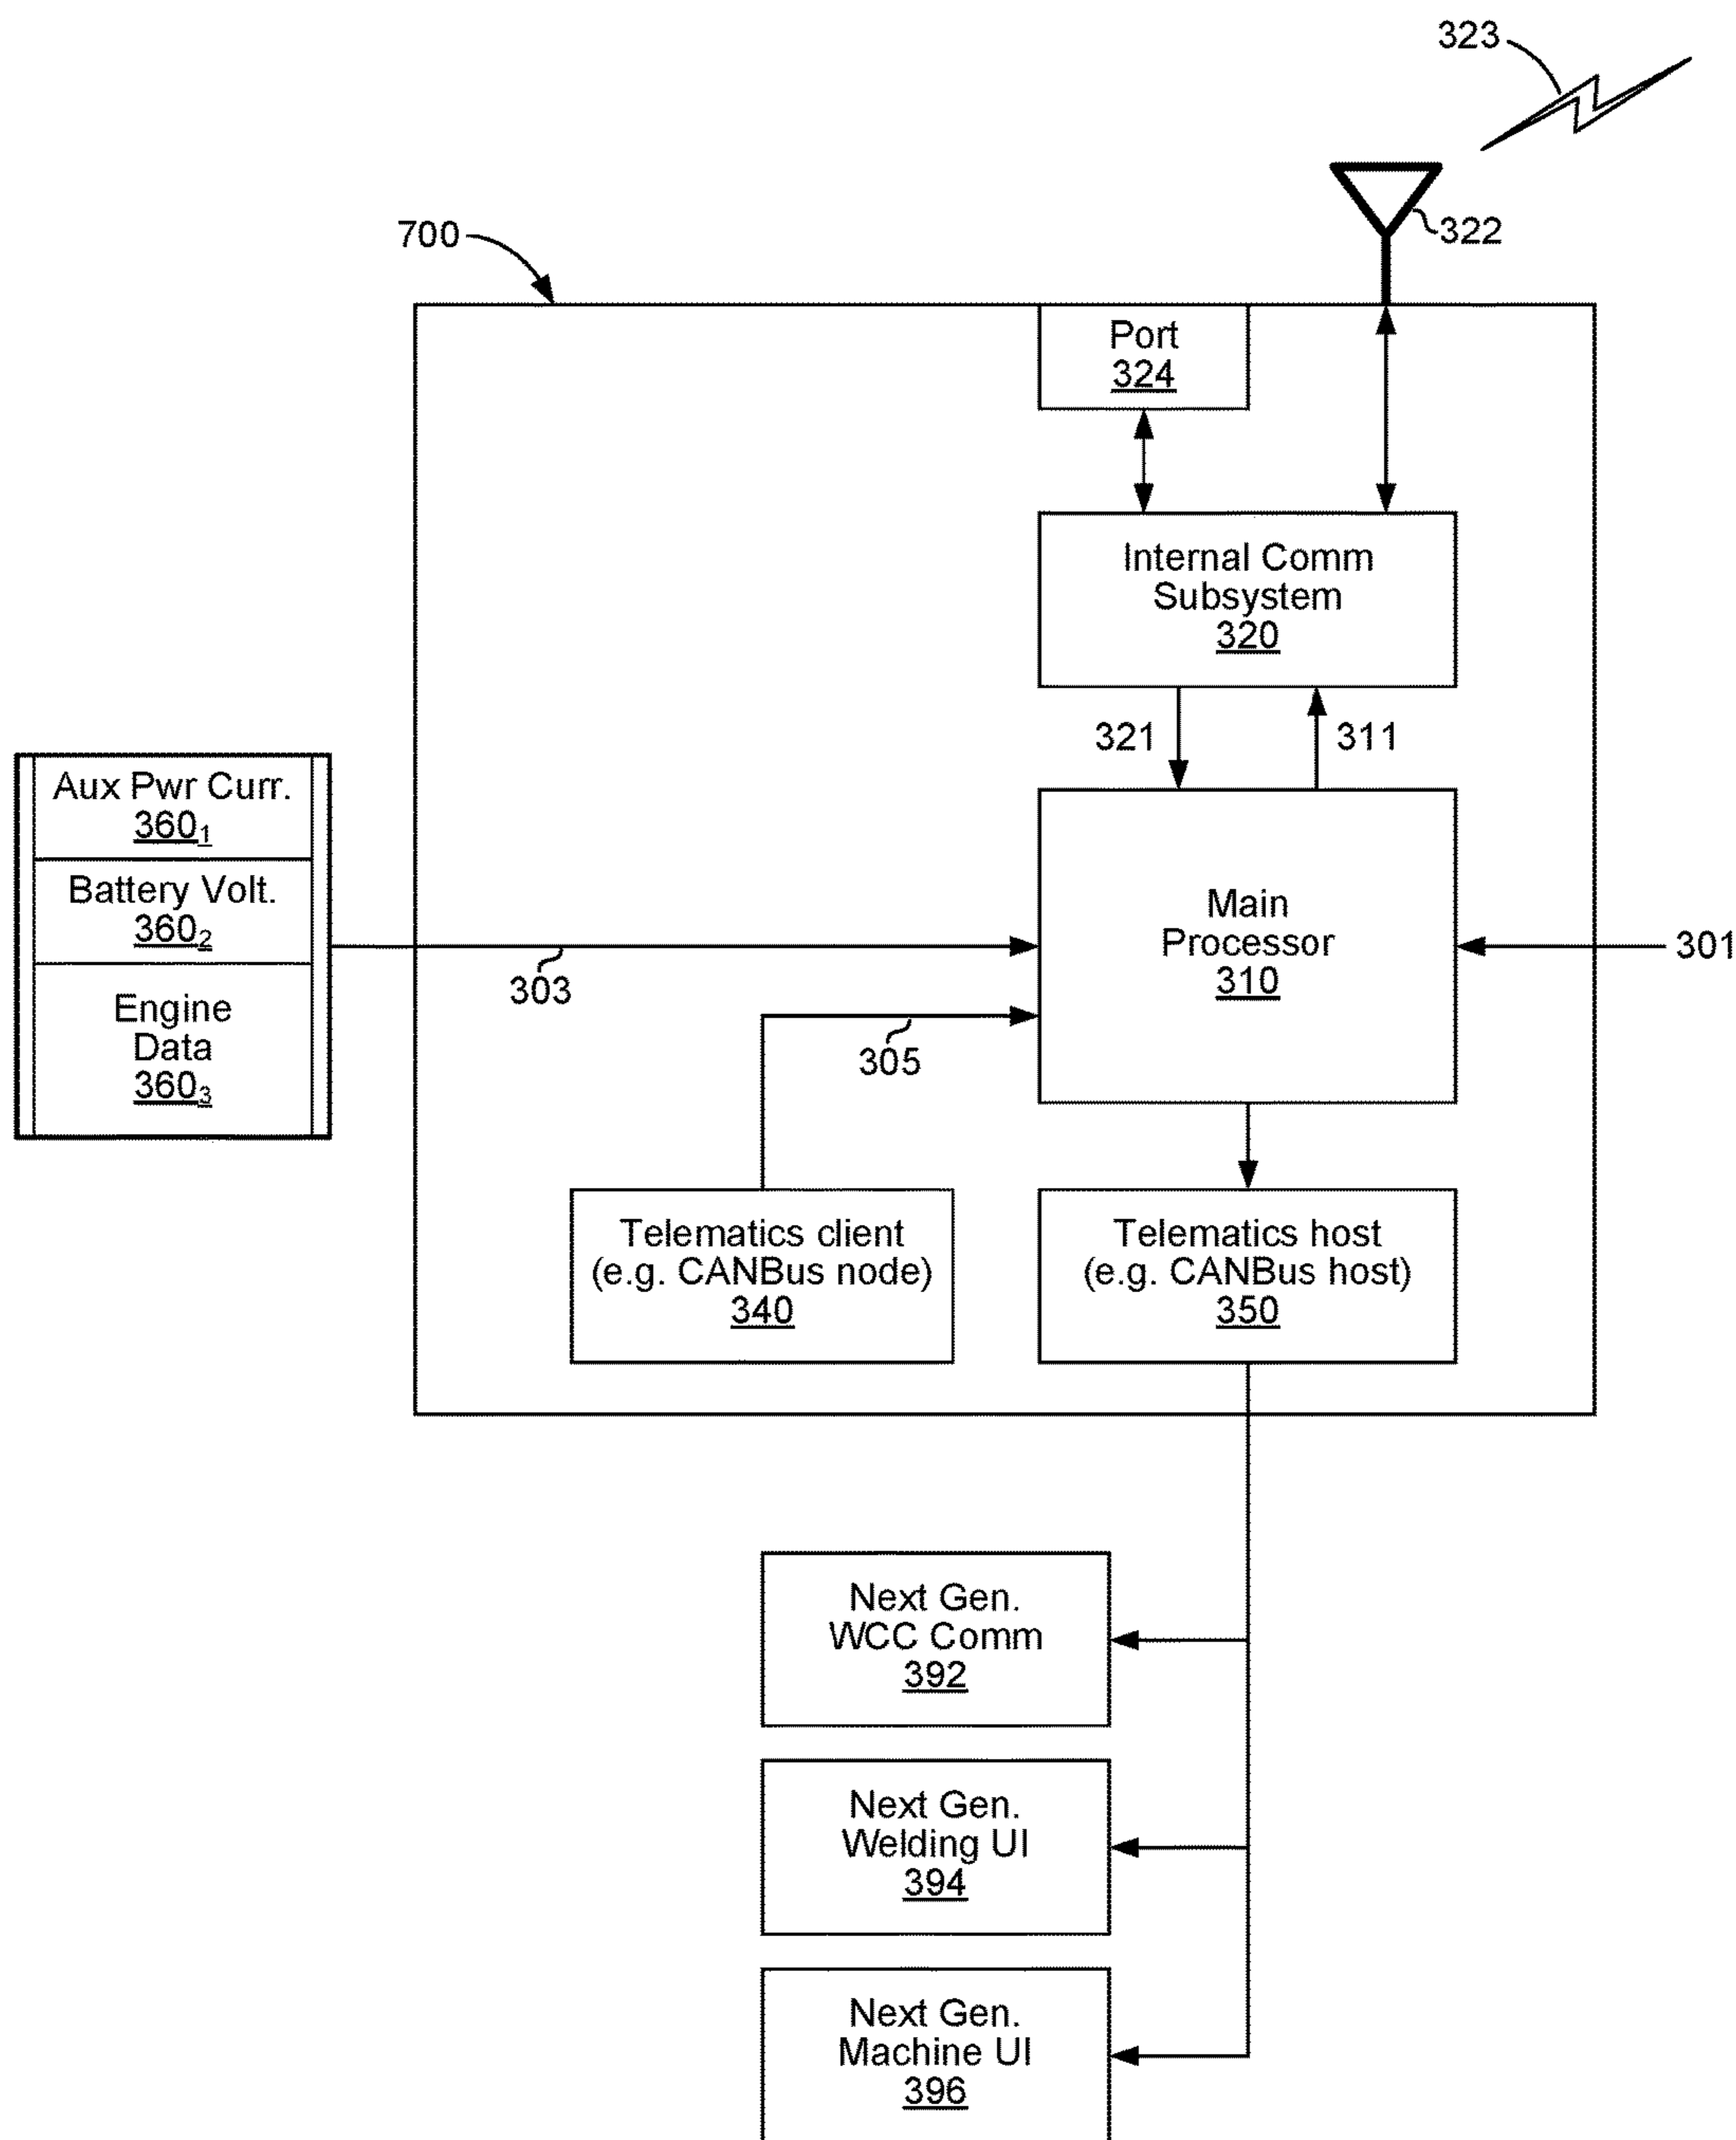 323
322
700
Port
324
Internal Comm
Subsystem
320
321
311
Aux Pwr Curr.
360₁
Battery Volt.
360₂
Engine
Data
360₃
Main
Processor
310
301
303
305
Telematics client
(e.g. CANBus node)
340
Telematics host
(e.g. CANBus host)
350
Next Gen.
WCC Comm
392
Next Gen.
Welding UI
394
Next Gen.
Machine UI
396